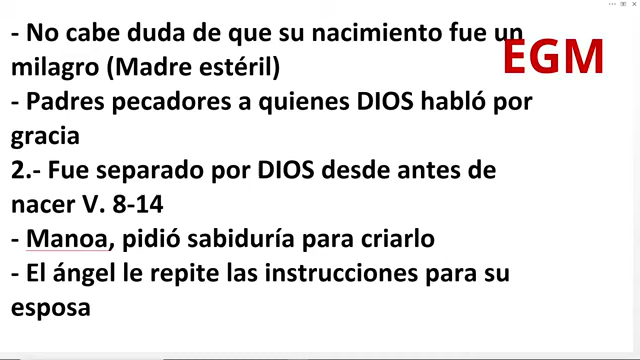 - No cabe duda de que su nacimiento fue un
EGM
milagro (Madre estéril)
- Padres pecadores a quienes DIOS habló por
gracia
2.- Fue separado por DIOS desde antes de
nacer V. 8-14
- Manoa, pidió sabiduría para criarlo
- El ángel le repite las instrucciones para su
esposa